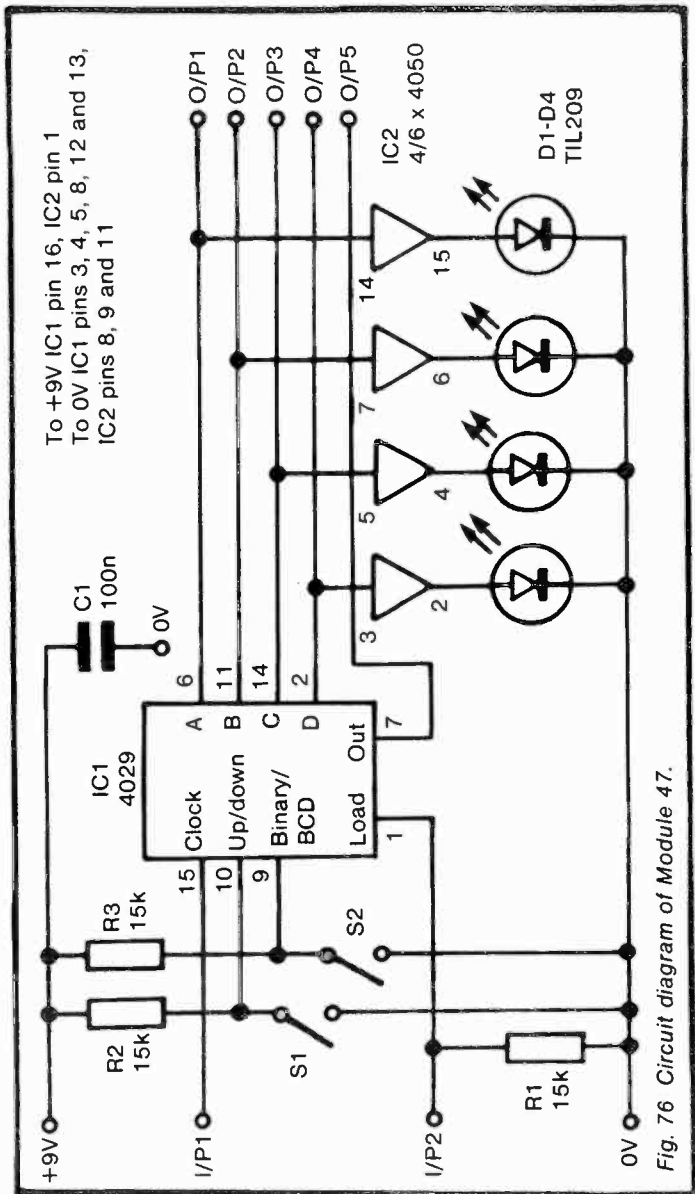 +9V
R2
15k
R3
15k
C1
100n
0V
To +9V IC1 pin 16, IC2 pin 1
To 0V IC1 pins 3, 4, 5, 8, 12 and 13,
IC2 pins 8, 9 and 11
IC1
4029
I/P1
15
Clock
A
6
O/P1
10
Up/down
B
11
O/P2
9
Binary/
BCD
C
14
O/P3
D
2
O/P4
Load
Out
O/P5
1
7
S1
S2
IC2
4/6 x 4050
3
5
7
14
2
4
6
15
I/P2
R1
15k
D1-D4
TIL209
0V
Fig. 76 Circuit diagram of Module 47.